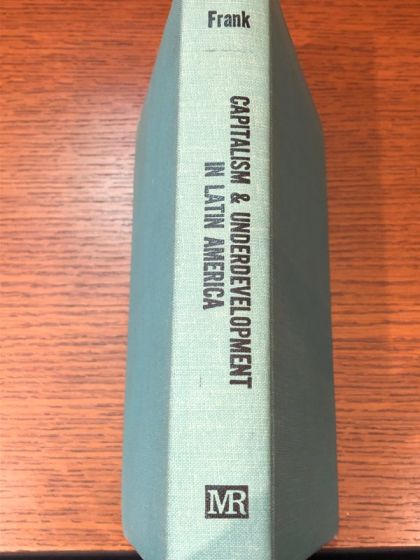 Frank
CAPITALISM & UNDERDEVELOPMENT
IN LATIN AMERICA
MR